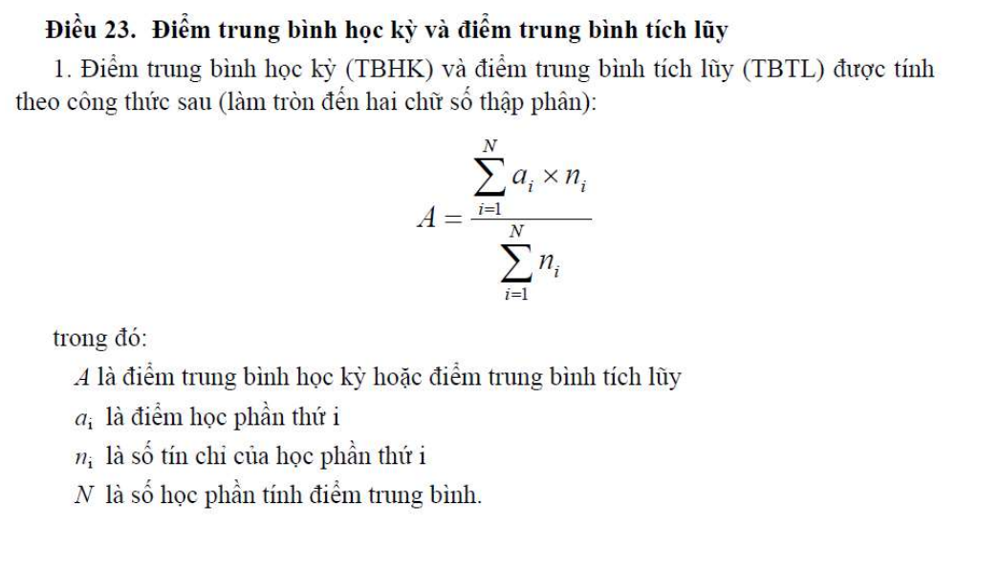 Điều 23. Điểm trung bình học kỳ và điểm trung bình tích lũy
1. Điểm trung bình học kỳ (TBHK) và điểm trung bình tích lũy (TBTL) được tính
theo công thức sau (làm tròn đến hai chữ số thập phân):
A = \frac{\sum_{i=1}^{N} a_i \times n_i}{\sum_{i=1}^{N} n_i}
trong đó:
A là điểm trung bình học kỳ hoặc điểm trung bình tích lũy
a_i là điểm học phần thứ i
n_i là số tín chỉ của học phần thứ i
N là số học phần tính điểm trung bình.